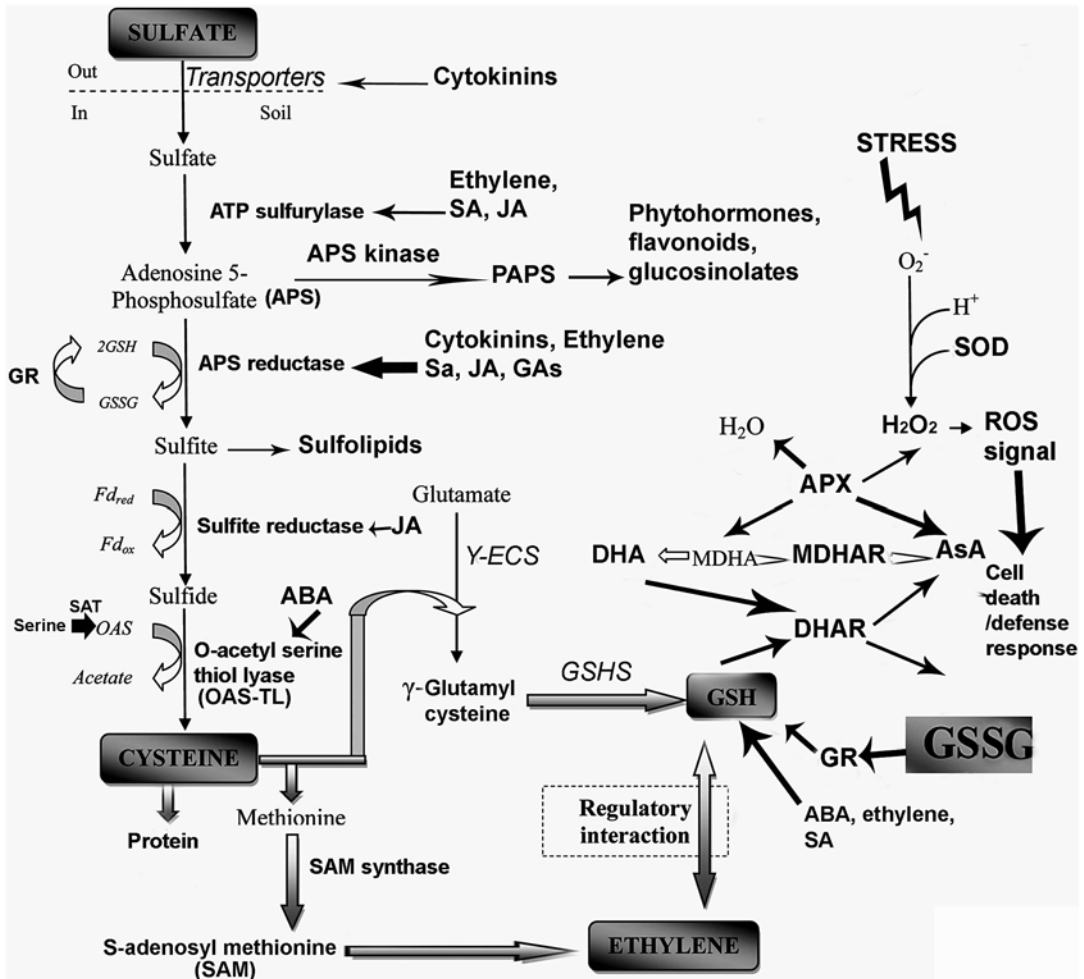 SULFATE
Out
Transporters
Cytokinins
In
Soil
Sulfate
STRESS
ATP sulfurylase
Ethylene,
SA, JA
Phytohormones,
flavonoids,
glucosinolates
O2-
Adenosine 5-
Phosphosulfate (APS)
APS kinase
PAPS
H+
SOD
GR
2GSH
GSSG
APS reductase
Cytokinins, Ethylene
Sa, JA, GAs
Sulfite
Sulfolipids
H2O
H2O2
ROS
signal
APX
Fdred
Fdox
Sulfite reductase
JA
Glutamate
Y-ECS
DHA
MDHA
MDHAR
AsA
Cell
death
/defense
response
Sulfide
Serine
SAT
OAS
Acetate
ABA
O-acetyl serine
thiol lyase
(OAS-TL)
DHAR
γ-Glutamyl
cysteine
GSHS
GSH
GSSG
GR
CYSTEINE
Protein
Methionine
SAM synthase
Regulatory
interaction
ABA, ethylene,
SA
S-adenosyl methionine
(SAM)
ETHYLENE